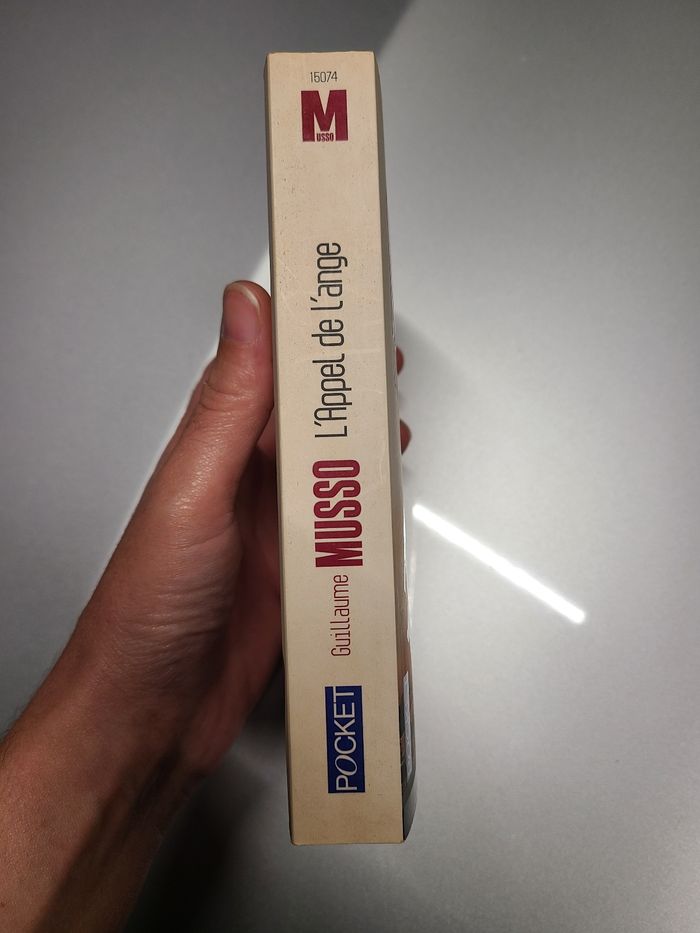 15074
M
USSO
Guillaume MUSSO L'Appel de l'ange
POCKET